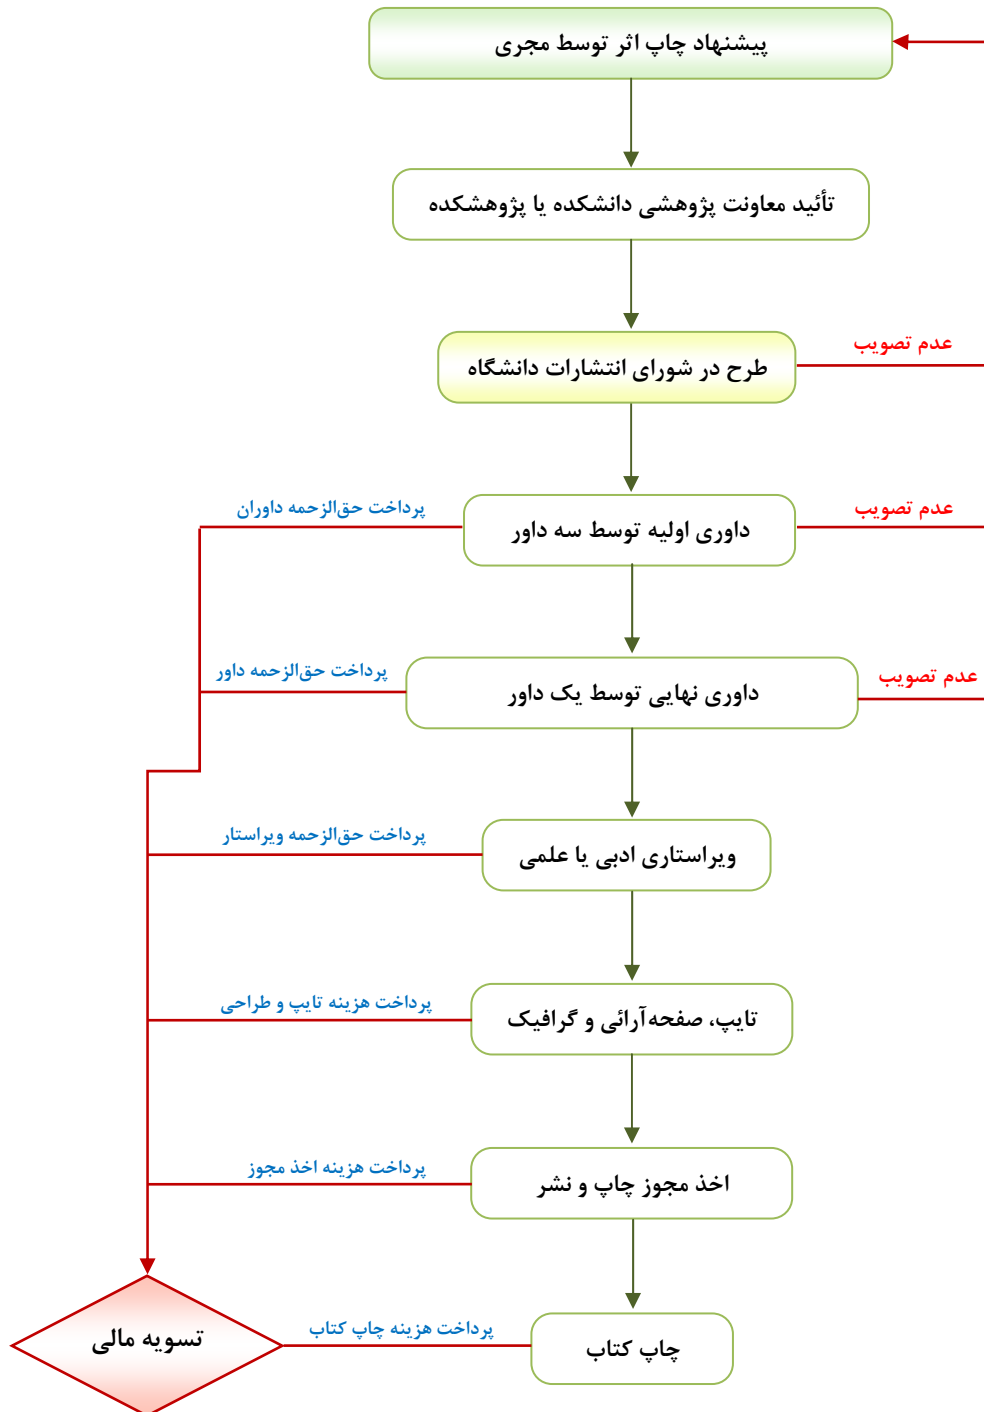 پیشنهاد چاپ اثر توسط مجری
تأئید معاونت پژوهشی دانشکده یا پژوهشکده
عدم تصویب
طرح در شورای انتشارات دانشگاه
عدم تصویب
پرداخت حق‌الزحمه داوران
داوری اولیه توسط سه داور
عدم تصویب
پرداخت حق‌الزحمه داور
داوری نهایی توسط یک داور
پرداخت حق‌الزحمه ویراستار
ویراستاری ادبی یا علمی
پرداخت هزینه تایپ و طراحی
تایپ، صفحه‌آرائی و گرافیک
پرداخت هزینه اخذ مجوز
اخذ مجوز چاپ و نشر
پرداخت هزینه چاپ کتاب
تسویه مالی
چاپ کتاب